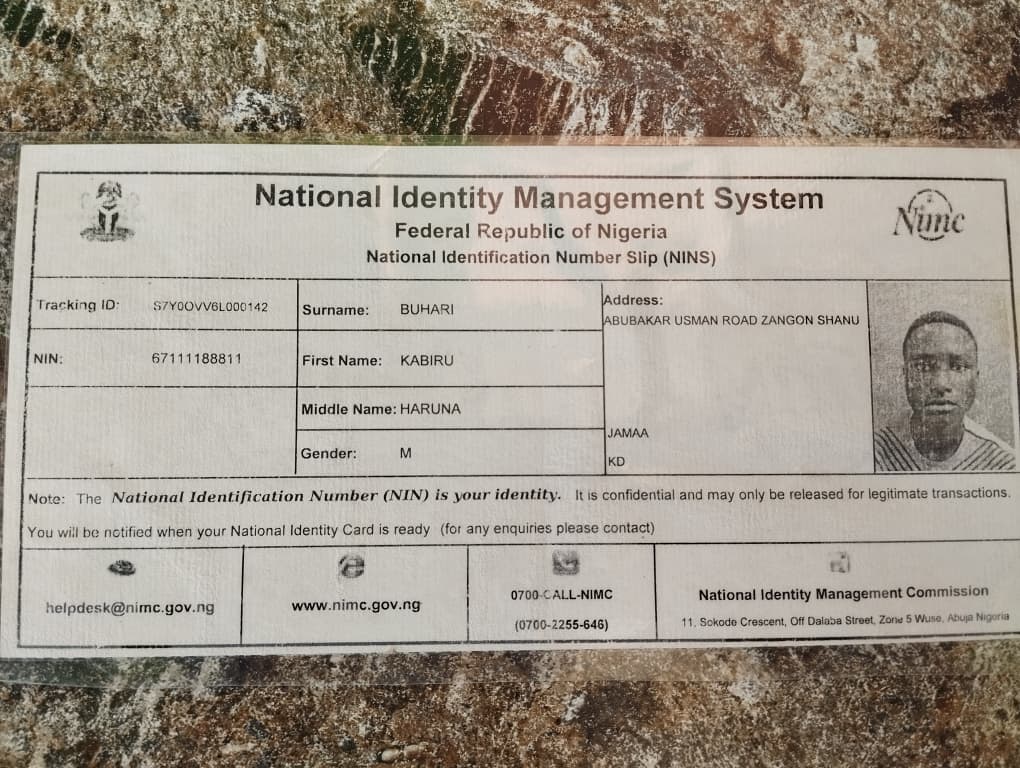 National Identity Management System
Federal Republic of Nigeria
National Identification Number Slip (NINS)
Nimc
Tracking ID: S7Y0OVV6L000142
NIN: 67111188811
Surname: BUHARI
First Name: KABIRU
Middle Name: HARUNA
Gender: M
Address:
ABUBAKAR USMAN ROAD ZANGON SHANU
JAMAA
KD
Note: The National Identification Number (NIN) is your identity. It is confidential and may only be released for legitimate transactions.
You will be notified when your National Identity Card is ready (for any enquiries please contact)
helpdesk@nimc.gov.ng
www.nimc.gov.ng
0700-CALL-NIMC
(0700-2255-646)
National Identity Management Commission
11, Sokode Crescent, Off Dalaba Street, Zone 5 Wuse, Abuja Nigeria